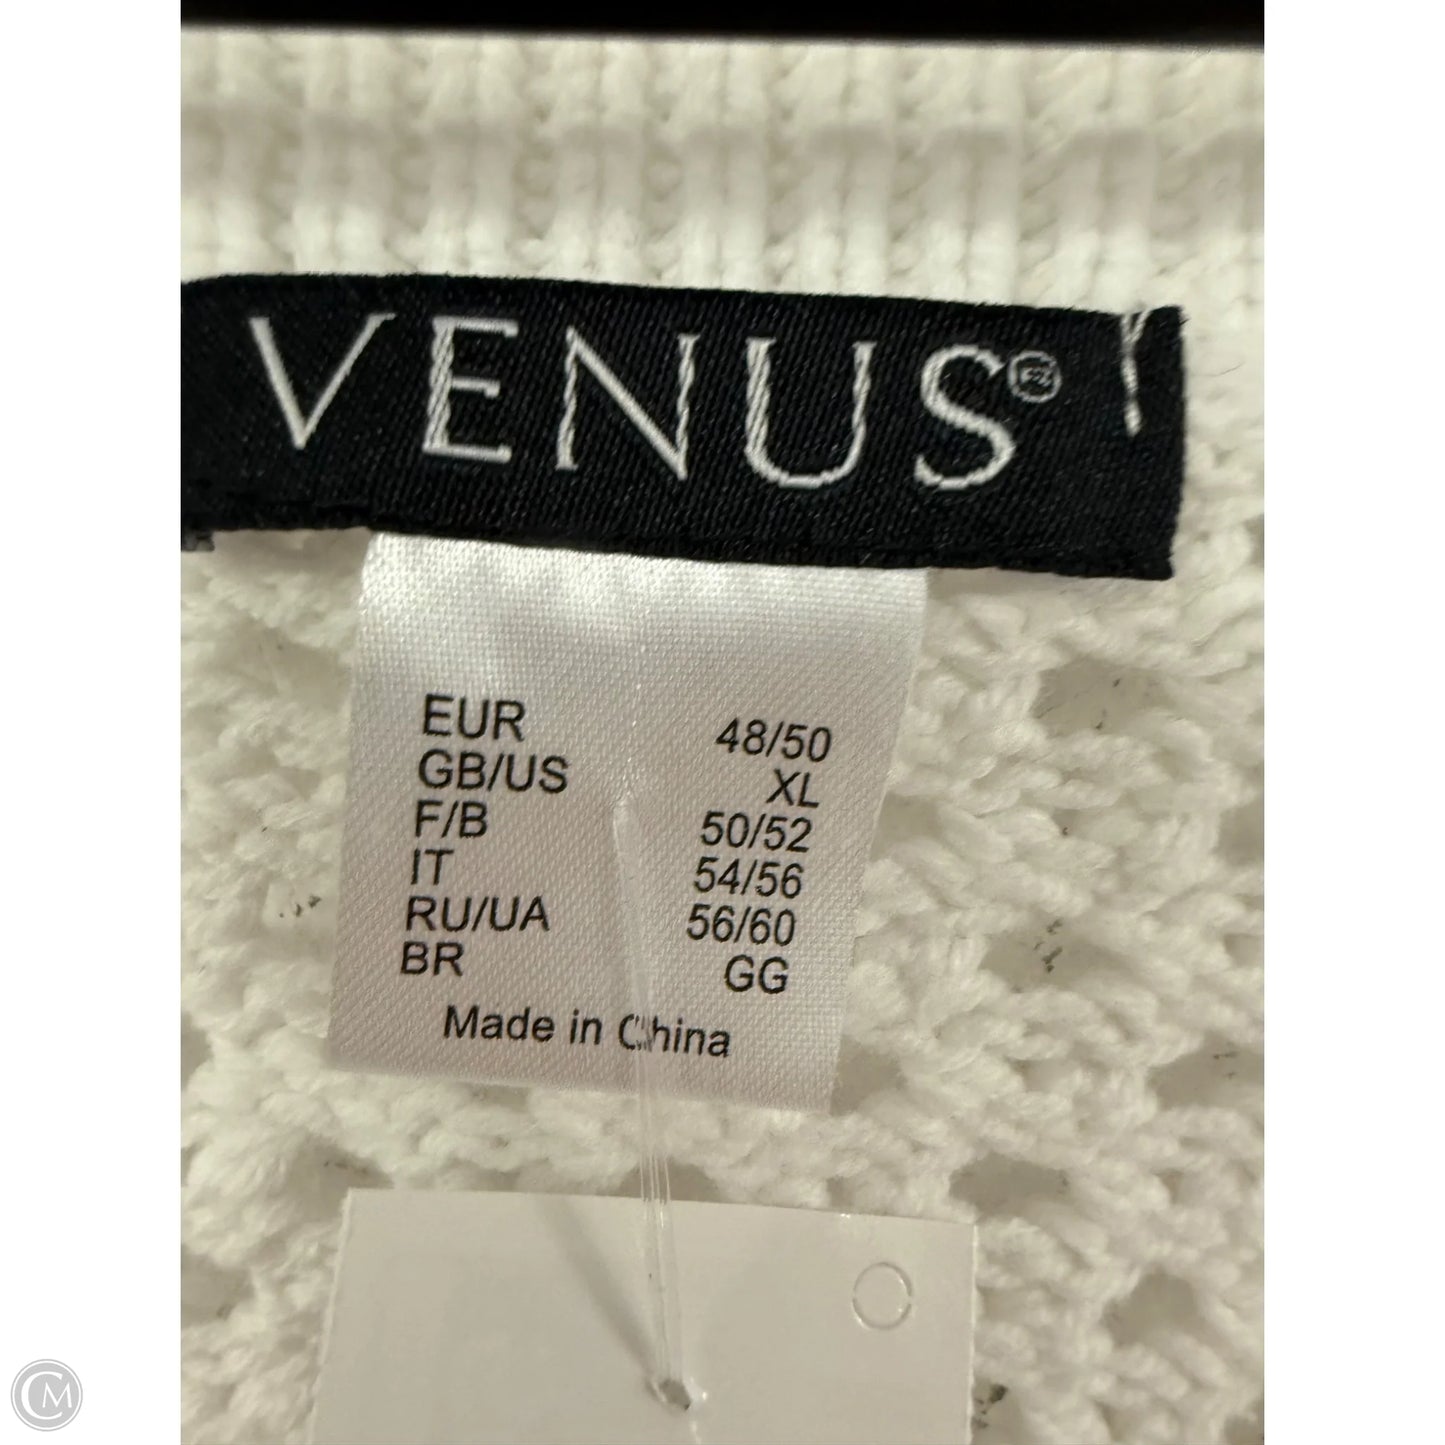 VENUS®
EUR 48/50
GB/US XL
F/B 50/52
IT 54/56
RU/UA 56/60
BR GG
Made in China
CM